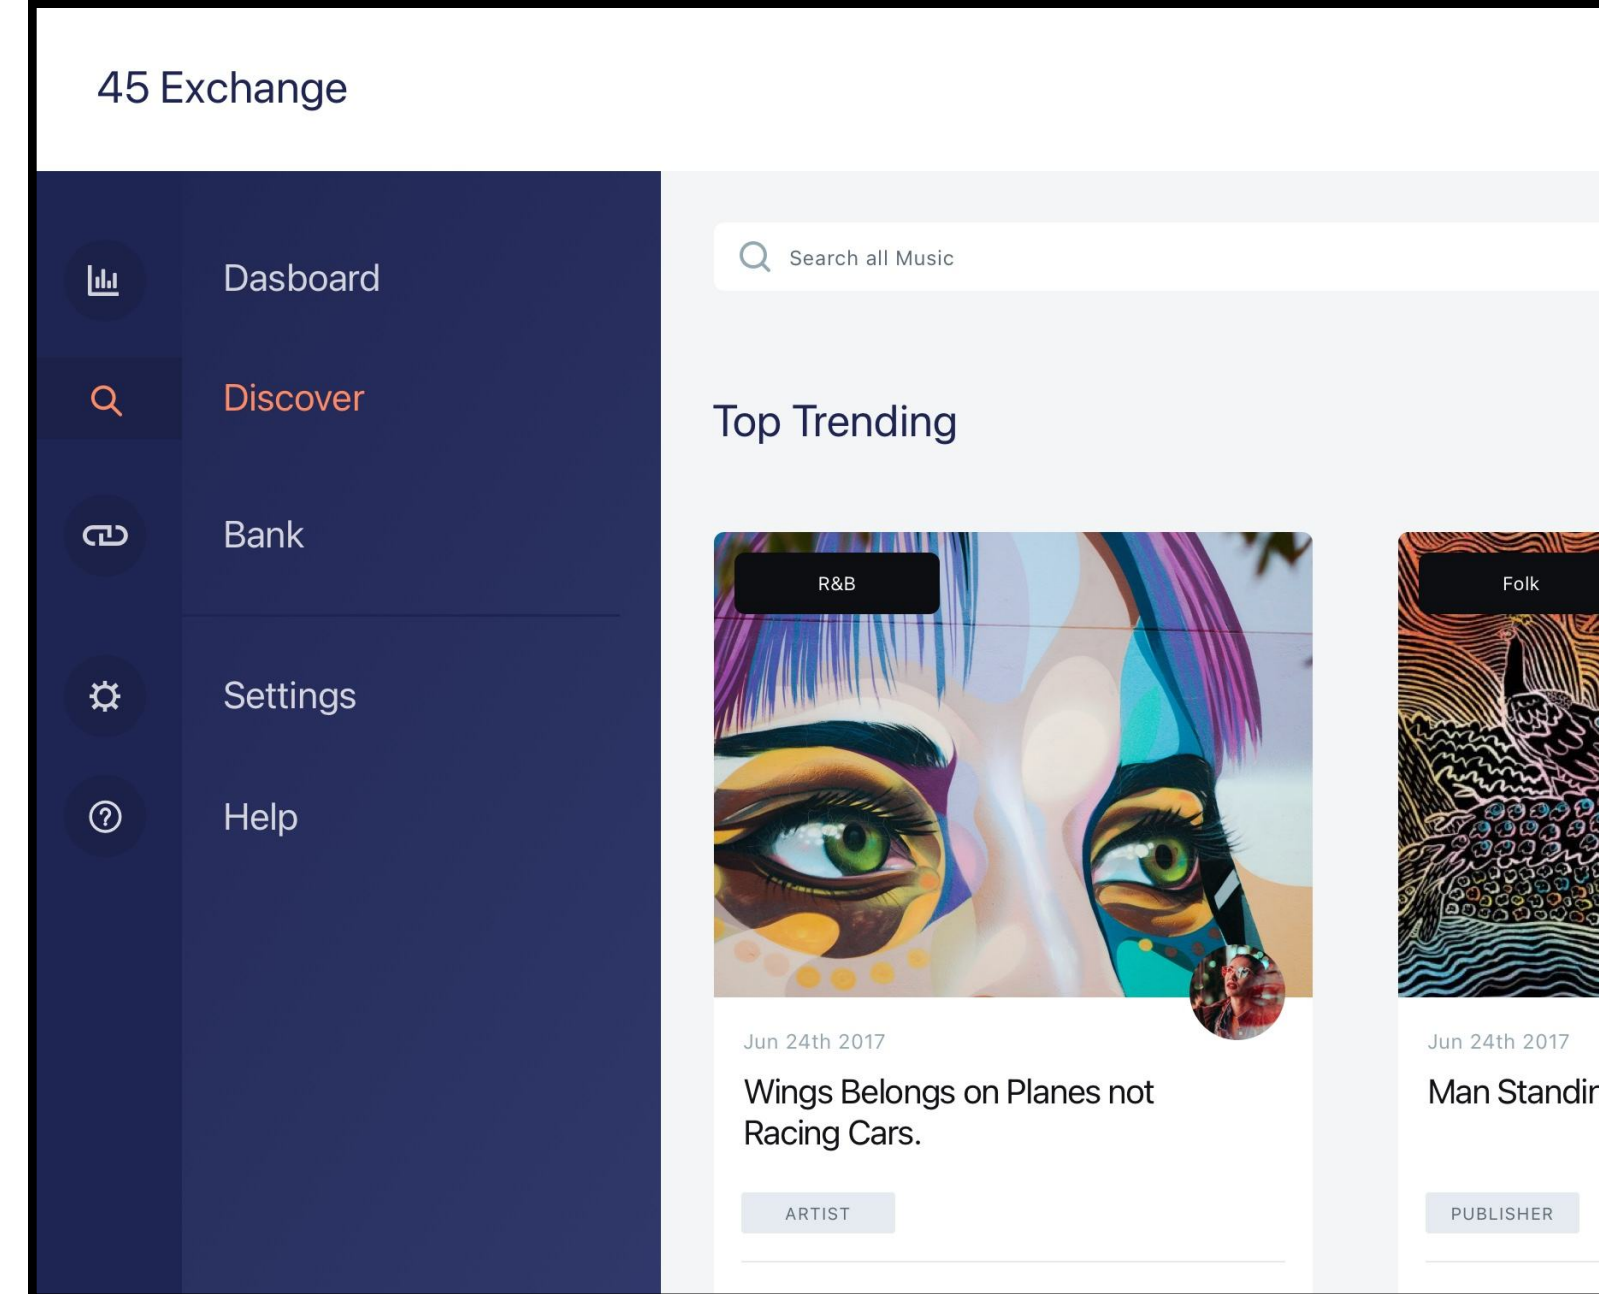 45 Exchange
Dasboard
Discover
Bank
Settings
Help
Search all Music
Top Trending
R&B
Jun 24th 2017
Wings Belongs on Planes not
Racing Cars.
ARTIST
Folk
Jun 24th 2017
Man
PUBLISHER